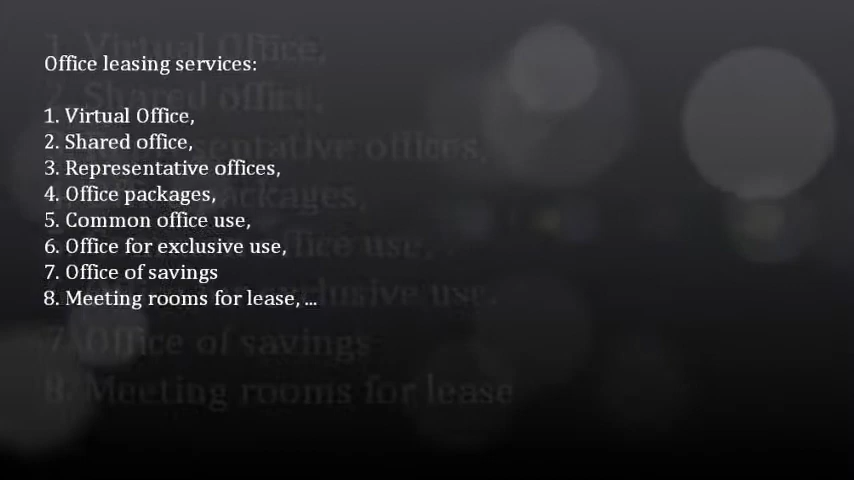 Office leasing services:
1. Virtual Office,
2. Shared office,
3. Representative offices,
4. Office packages,
5. Common office use,
6. Office for exclusive use,
7. Office of savings
8. Meeting rooms for lease, ...